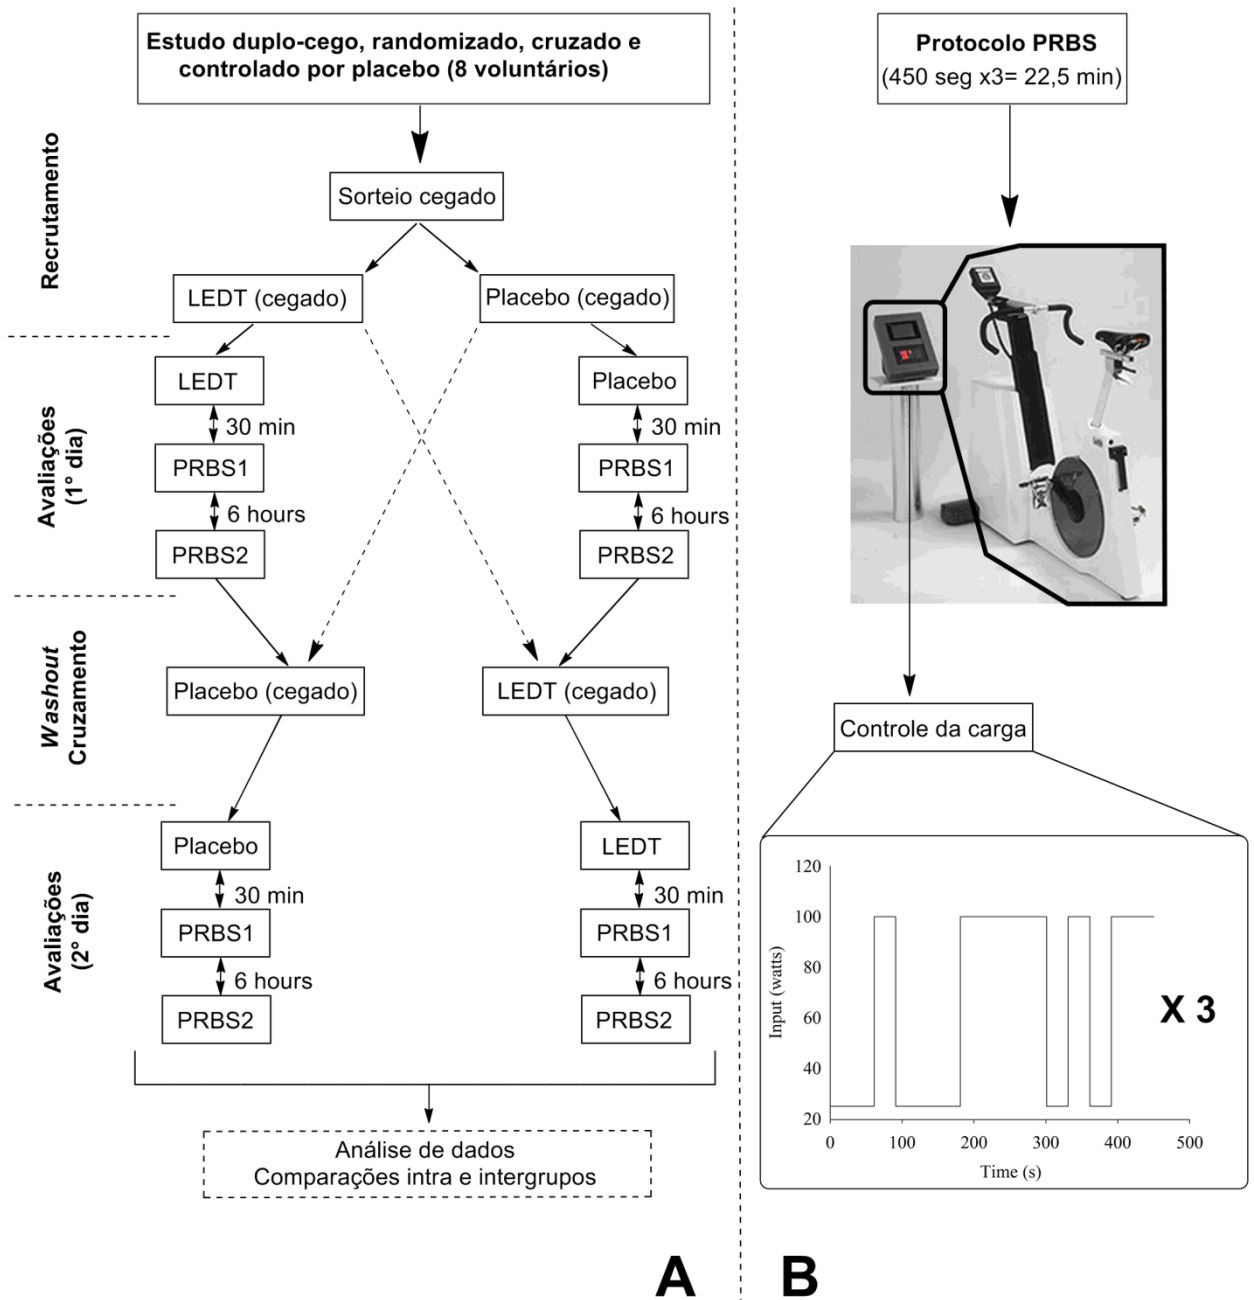 Estudo duplo-cego, randomizado, cruzado e
controlado por placebo (8 voluntários)
Recrutamento
Sorteio cegado
LEDT (cegado)
Placebo (cegado)
Avaliações
(1° dia)
LEDT
30 min
PRBS1
6 hours
PRBS2
Placebo
30 min
PRBS1
6 hours
PRBS2
Washout
Cruzamento
Placebo (cegado)
LEDT (cegado)
Avaliações
(2° dia)
Placebo
30 min
PRBS1
6 hours
PRBS2
LEDT
30 min
PRBS1
6 hours
PRBS2
Análise de dados
Comparações intra e intergrupos
A
Protocolo PRBS
(450 seg x3= 22,5 min)
Controle da carga
Input (watts)
120
100
80
60
40
20
0
100
200
300
400
500
Time (s)
X 3
B